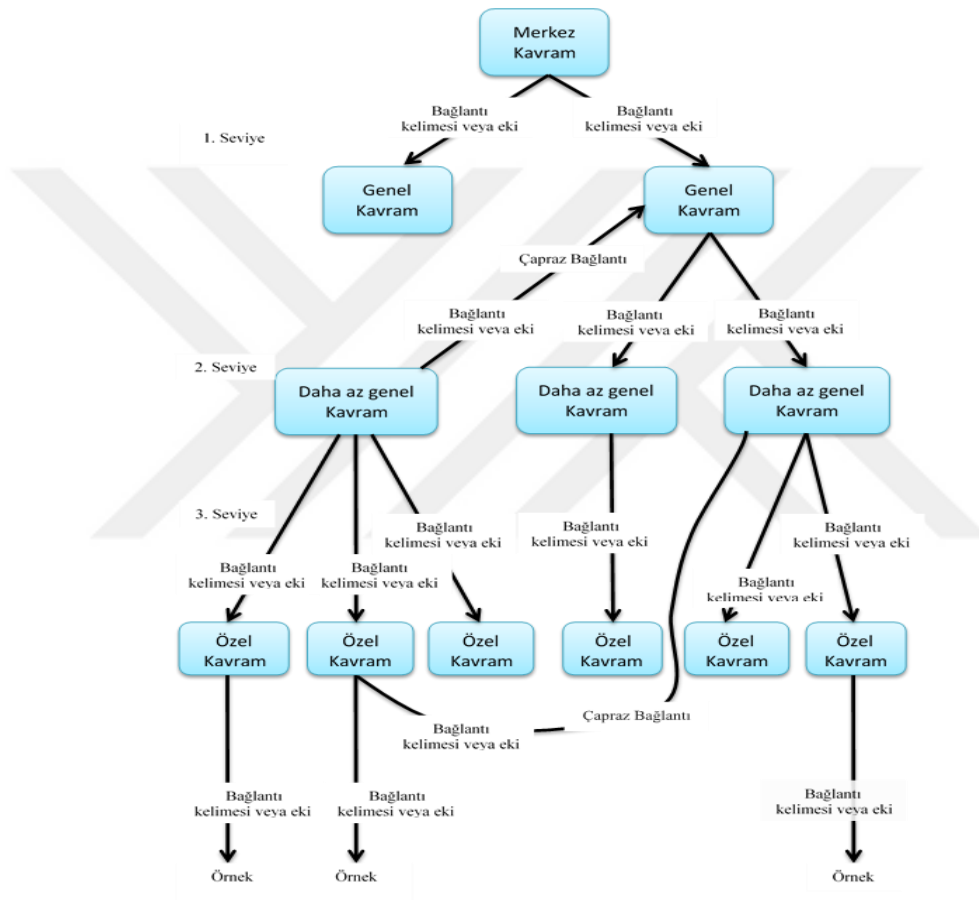 Merkez
Kavram
Bağlantı
kelimesi veya eki
Bağlantı
kelimesi veya eki
1. Seviye
Genel
Kavram
Genel
Kavram
Çapraz Bağlantı
Bağlantı
kelimesi veya eki
Bağlantı
kelimesi veya eki
Bağlantı
kelimesi veya eki
2. Seviye
Daha az genel
Kavram
Daha az genel
Kavram
Daha az genel
Kavram
3. Seviye
Bağlantı
kelimesi veya eki
Bağlantı
kelimesi veya eki
Bağlantı
kelimesi veya eki
Bağlantı
kelimesi veya eki
Bağlantı
kelimesi veya eki
Bağlantı
kelimesi veya eki
Özel
Kavram
Özel
Kavram
Özel
Kavram
Özel
Kavram
Özel
Kavram
Özel
Kavram
Çapraz Bağlantı
Bağlantı
kelimesi veya eki
Bağlantı
kelimesi veya eki
Bağlantı
kelimesi veya eki
Bağlantı
kelimesi veya eki
Örnek
Örnek
Örnek